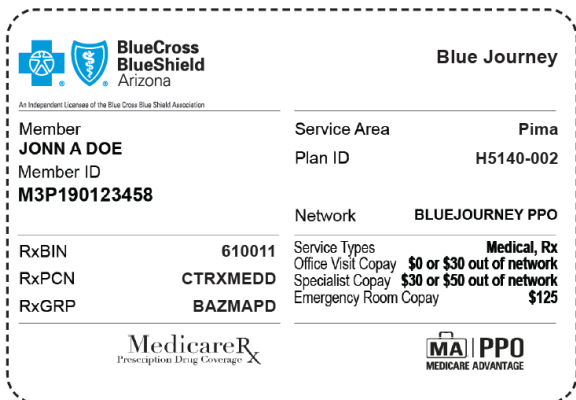 BlueCross
BlueShield
Arizona
An Independent Licensee of the Blue Cross Blue Shield Association
Blue Journey
Member
JONN A DOE
Member ID
M3P190123458
Service Area Pima
Plan ID H5140-002
Network BLUEJOURNEY PPO
RxBIN 610011
RxPCN CTRXMEDD
RxGRP BAZMAPD
Service Types Medical, Rx
Office Visit Copay $0 or $30 out of network
Specialist Copay $30 or $50 out of network
Emergency Room Copay $125
MedicareRx
Prescription Drug Coverage
MA PPO
MEDICARE ADVANTAGE